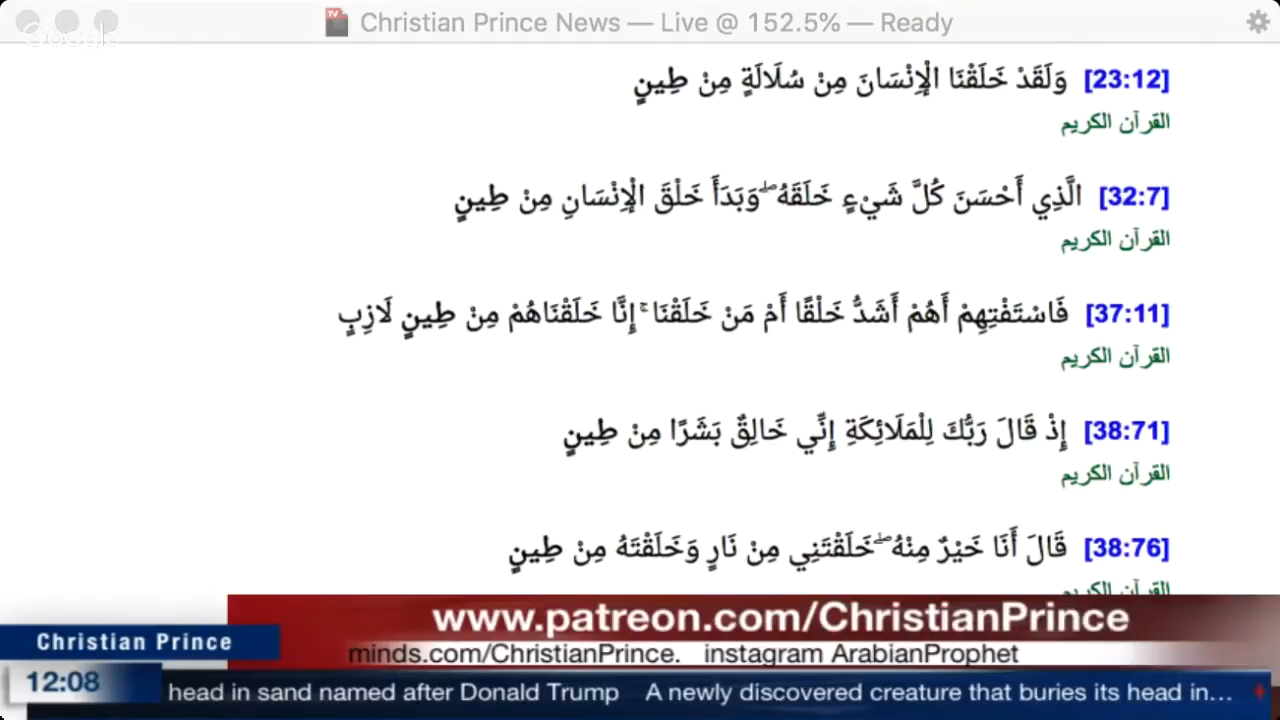 Christian Prince News — Live @ 152.5% — Ready
Google
[23:12] وَلَقَدْ خَلَقْنَا الْإِنْسَانَ مِنْ سُلَالَةٍ مِنْ طِينٍ
القرآن الكريم
[32:7] الَّذِي أَحْسَنَ كُلَّ شَيْءٍ خَلَقَهُ ۖ وَبَدَأَ خَلْقَ الْإِنْسَانِ مِنْ طِينٍ
القرآن الكريم
[37:11] فَاسْتَفْتِهِمْ أَهُمْ أَشَدُّ خَلْقًا أَمْ مَنْ خَلَقْنَا ۚ إِنَّا خَلَقْنَاهُمْ مِنْ طِينٍ لَازِبٍ
القرآن الكريم
[38:71] إِذْ قَالَ رَبُّكَ لِلْمَلَائِكَةِ إِنِّي خَالِقٌ بَشَرًا مِنْ طِينٍ
القرآن الكريم
[38:76] قَالَ أَنَا خَيْرٌ مِنْهُ ۖ خَلَقْتَنِي مِنْ نَارٍ وَخَلَقْتَهُ مِنْ طِينٍ
القرآن الكريم
www.patreon.com/ChristianPrince
Christian Prince
minds.com/ChristianPrince. instagram ArabianProphet
12:08
head in sand named after Donald Trump A newly discovered creature that buries its head in...